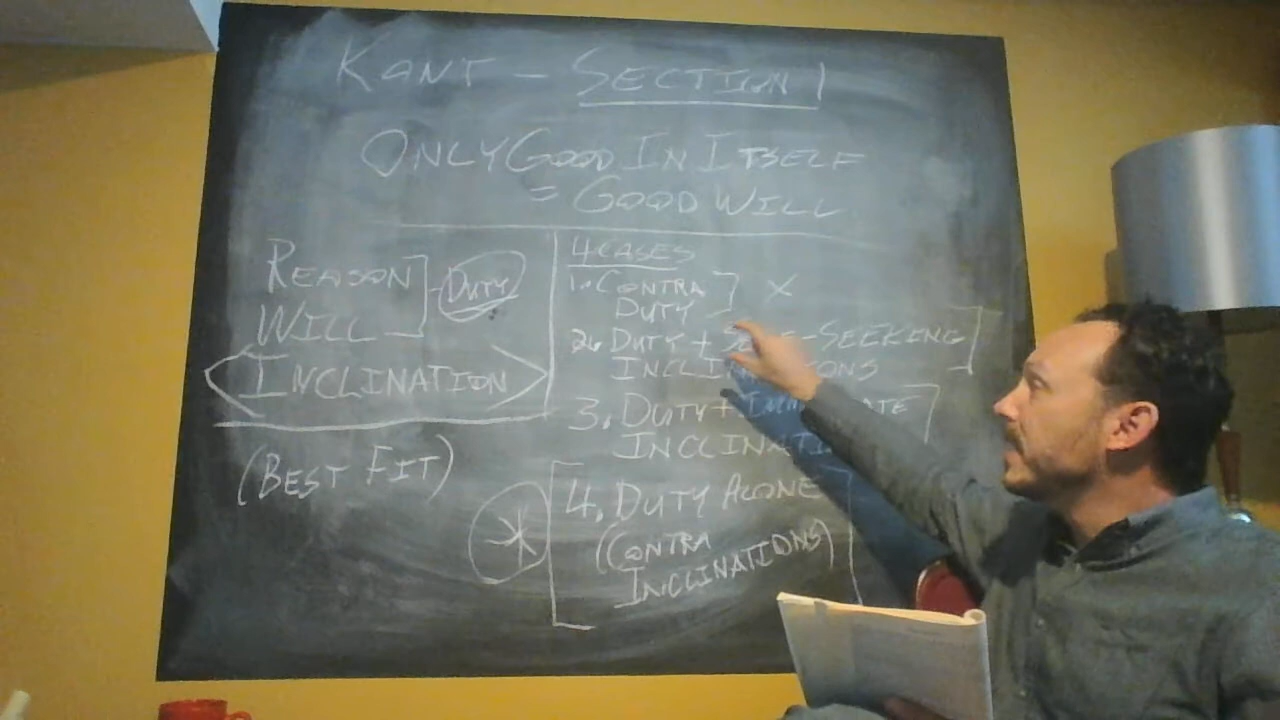 KANT – SECTION 1
ONLY GOOD IN ITSELF
= GOOD WILL
REASON
WILL
DUTY
INCLINATION
(BEST FIT)
4 CASES
1. CONTRA
DUTY
X
2. DUTY + SELF-SEEKING
INCLINATIONS
3. DUTY + IMMEDIATE
INCLINATION
4. DUTY ALONE
(CONTRA
INCLINATIONS)